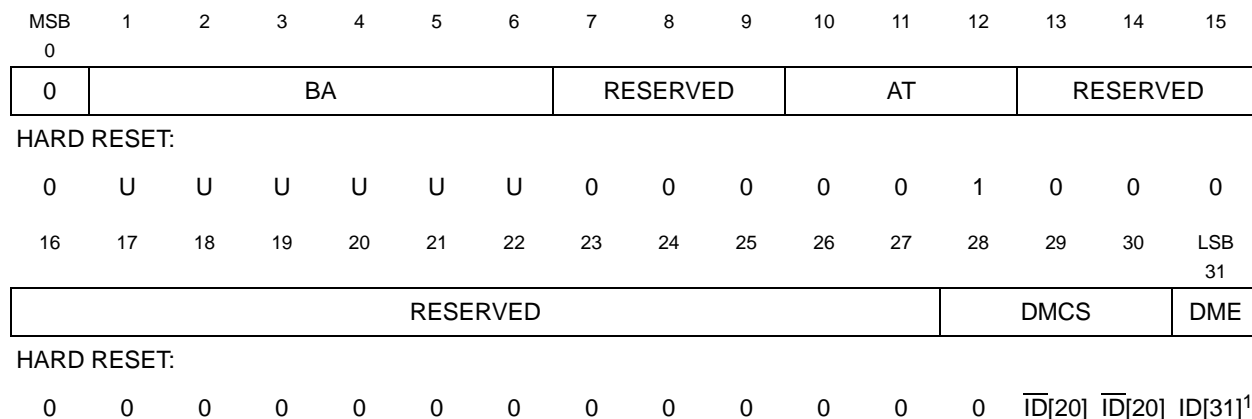 MSB 1 2 3 4 5 6 7 8 9 10 11 12 13 14 15
0
0 BA RESERVED AT RESERVED
HARD RESET:
0 U U U U U U 0 0 0 0 0 1 0 0 0
16 17 18 19 20 21 22 23 24 25 26 27 28 29 30 LSB
31
RESERVED DMCS DME
HARD RESET:
0 0 0 0 0 0 0 0 0 0 0 0 0 I̅D̅[20] I̅D̅[20] ID[31]¹